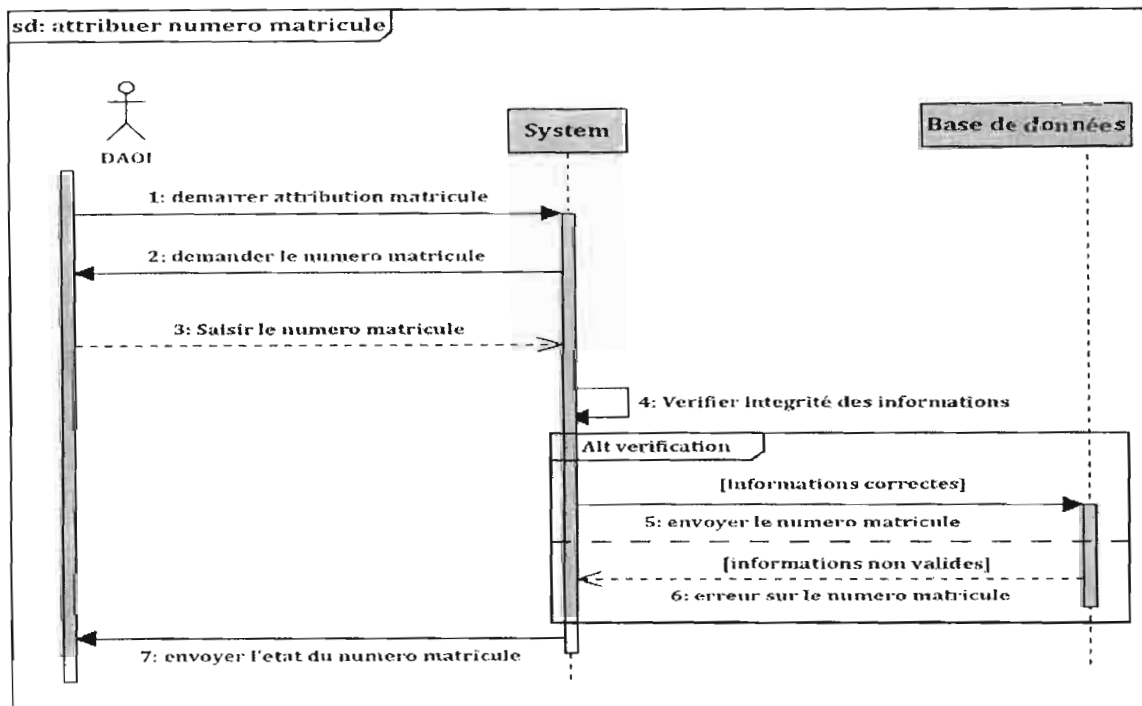 sd: attribuer numero matricule
DAOI
System
Base de données
1: demarrer attribution matricule
2: demander le numero matricule
3: Saisir le numero matricule
4: Verifier integrité des informations
Alt verification
[Informations correctes]
5: envoyer le numero matricule
[informations non valides]
6: erreur sur le numero matricule
7: envoyer l'etat du numero matricule